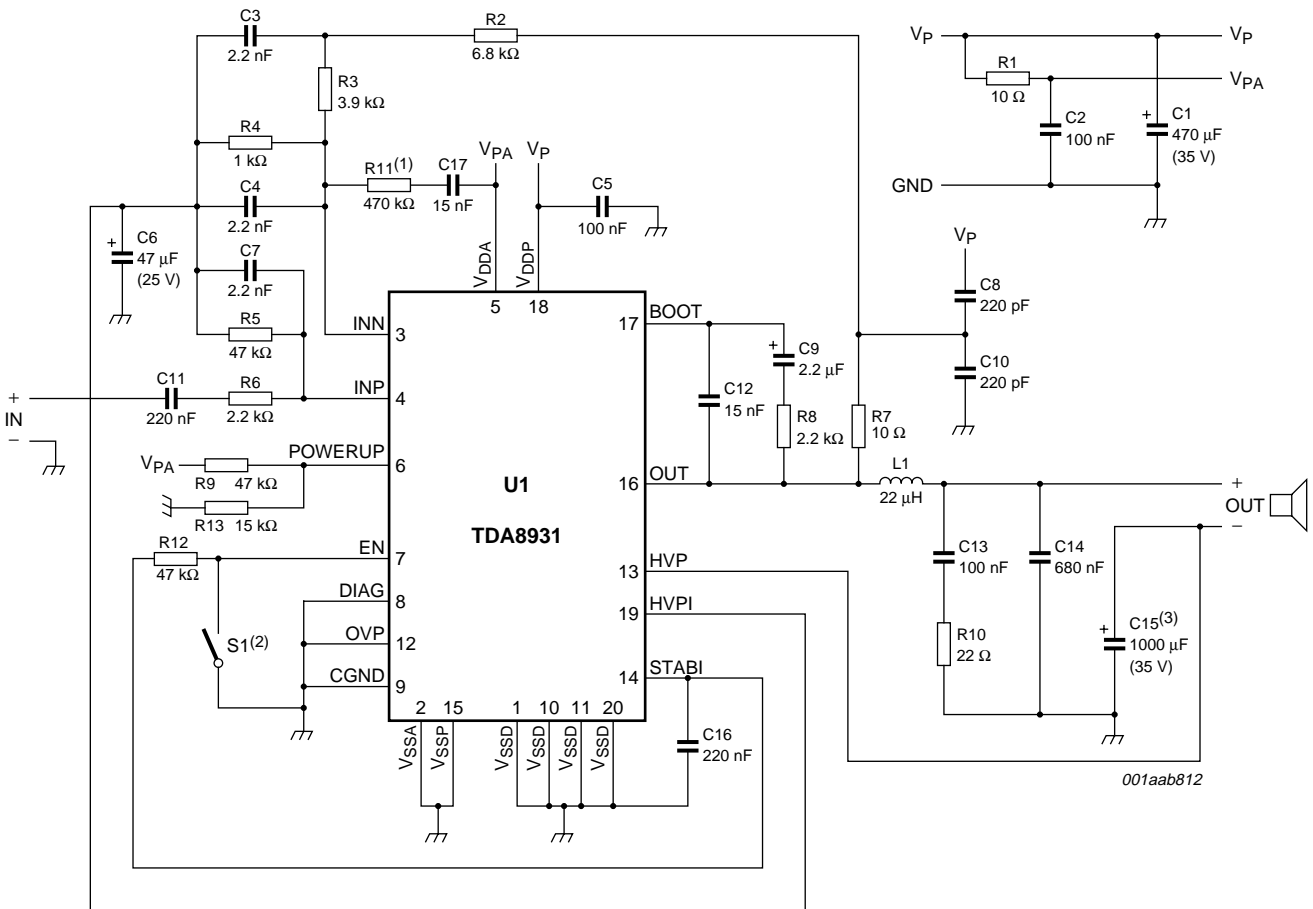 C3
2.2 nF
R2
6.8 kΩ
R3
3.9 kΩ
R4
1 kΩ
C4
2.2 nF
R11(1)
470 kΩ
C17
15 nF
VPA
VP
C5
100 nF
C6
+
47 μF
(25 V)
C7
2.2 nF
R5
47 kΩ
C11
220 nF
R6
2.2 kΩ
+
IN
−
VPA
R9
47 kΩ
R13
15 kΩ
R12
47 kΩ
S1(2)
VDDA
5
VDDP
18
INN
3
INP
4
POWERUP
6
EN
7
DIAG
8
OVP
12
CGND
9
U1
TDA8931
2
15
1
10
11
20
VSSA
VSSP
VSSD
VSSD
VSSD
VSSD
17
BOOT
16
OUT
13
HVP
19
HVPI
14
STABI
C16
220 nF
C12
15 nF
+
C9
2.2 μF
R8
2.2 kΩ
R7
10 Ω
VP
C8
220 pF
C10
220 pF
L1
22 μH
C13
100 nF
R10
22 Ω
C14
680 nF
+
C15(3)
1000 μF
(35 V)
+
OUT
−
VP
VP
R1
10 Ω
VPA
C2
100 nF
+
C1
470 μF
(35 V)
GND
001aab812